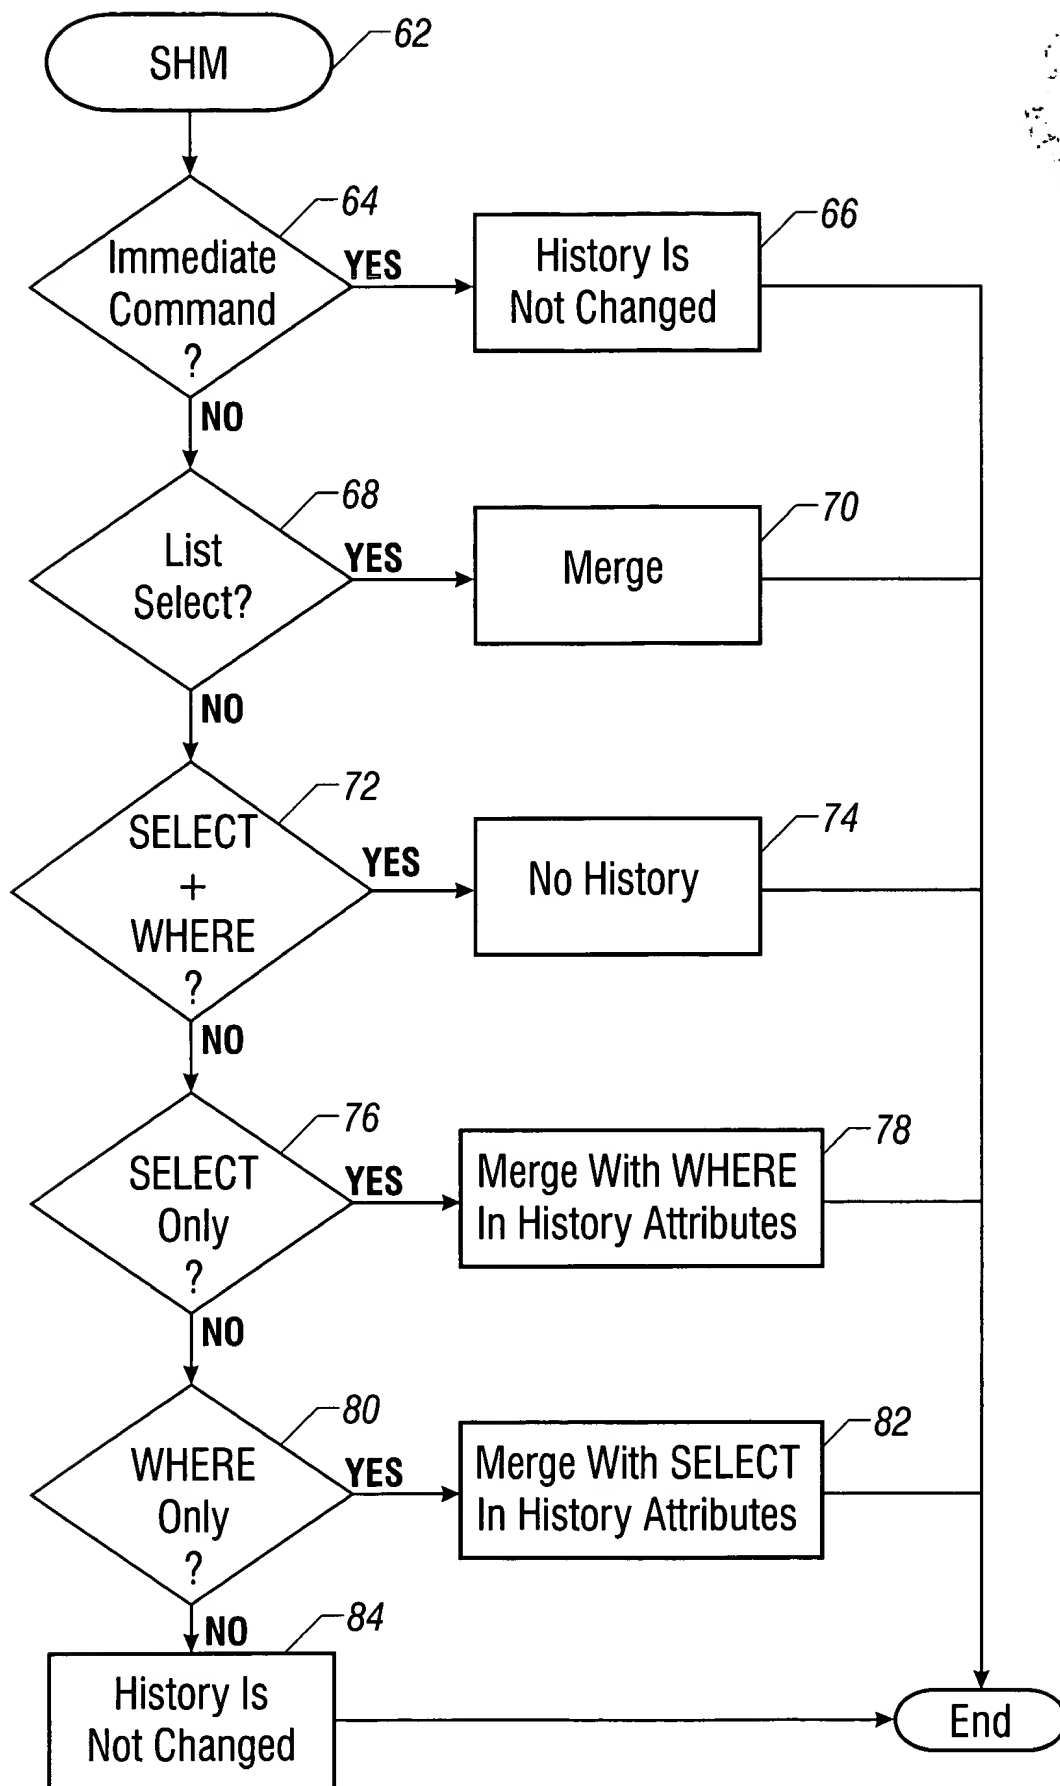 SHM
62
64
Immediate
Command
?
YES
History Is
Not Changed
66
NO
68
List
Select?
YES
Merge
70
NO
72
SELECT
+
WHERE
?
YES
No History
74
NO
76
SELECT
Only
?
YES
Merge With WHERE
In History Attributes
78
NO
80
WHERE
Only
?
YES
Merge With SELECT
In History Attributes
82
NO
84
History Is
Not Changed
End